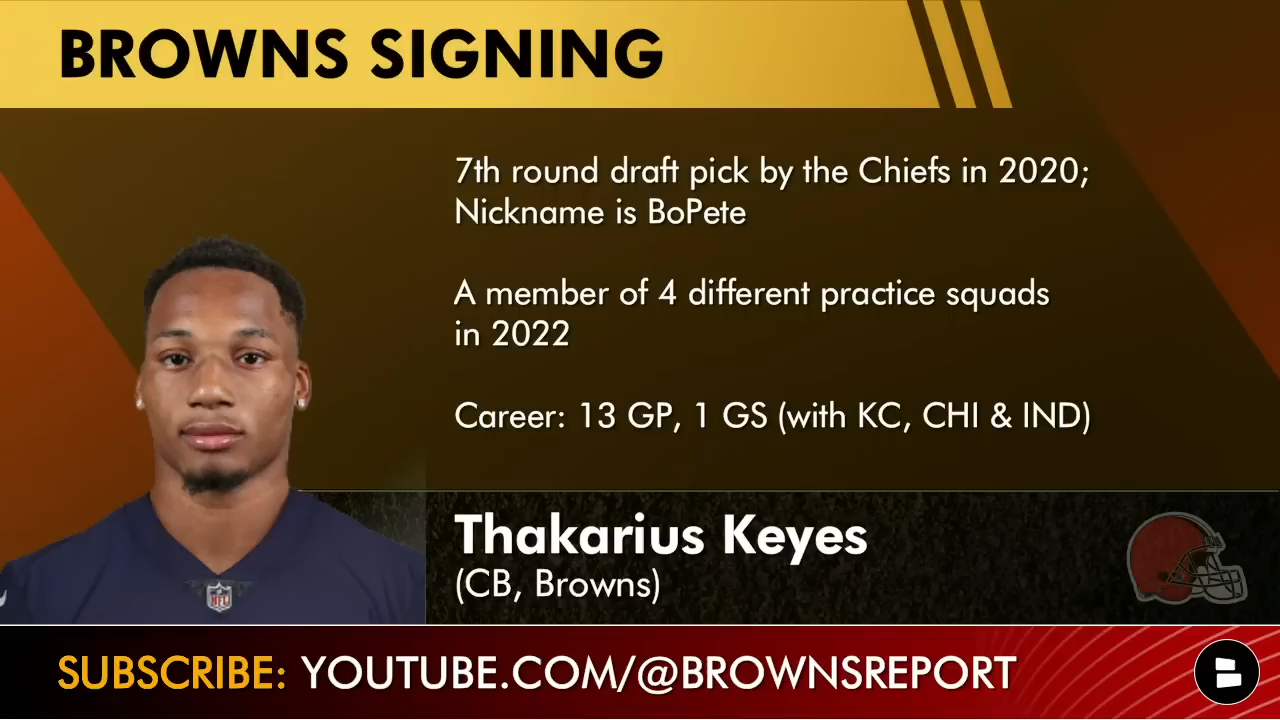 BROWNS SIGNING
7th round draft pick by the Chiefs in 2020;
Nickname is BoPete
A member of 4 different practice squads
in 2022
Career: 13 GP, 1 GS (with KC, CHI & IND)
Thakarius Keyes
(CB, Browns)
NFL
SUBSCRIBE: YOUTUBE.COM/@BROWNSREPORT